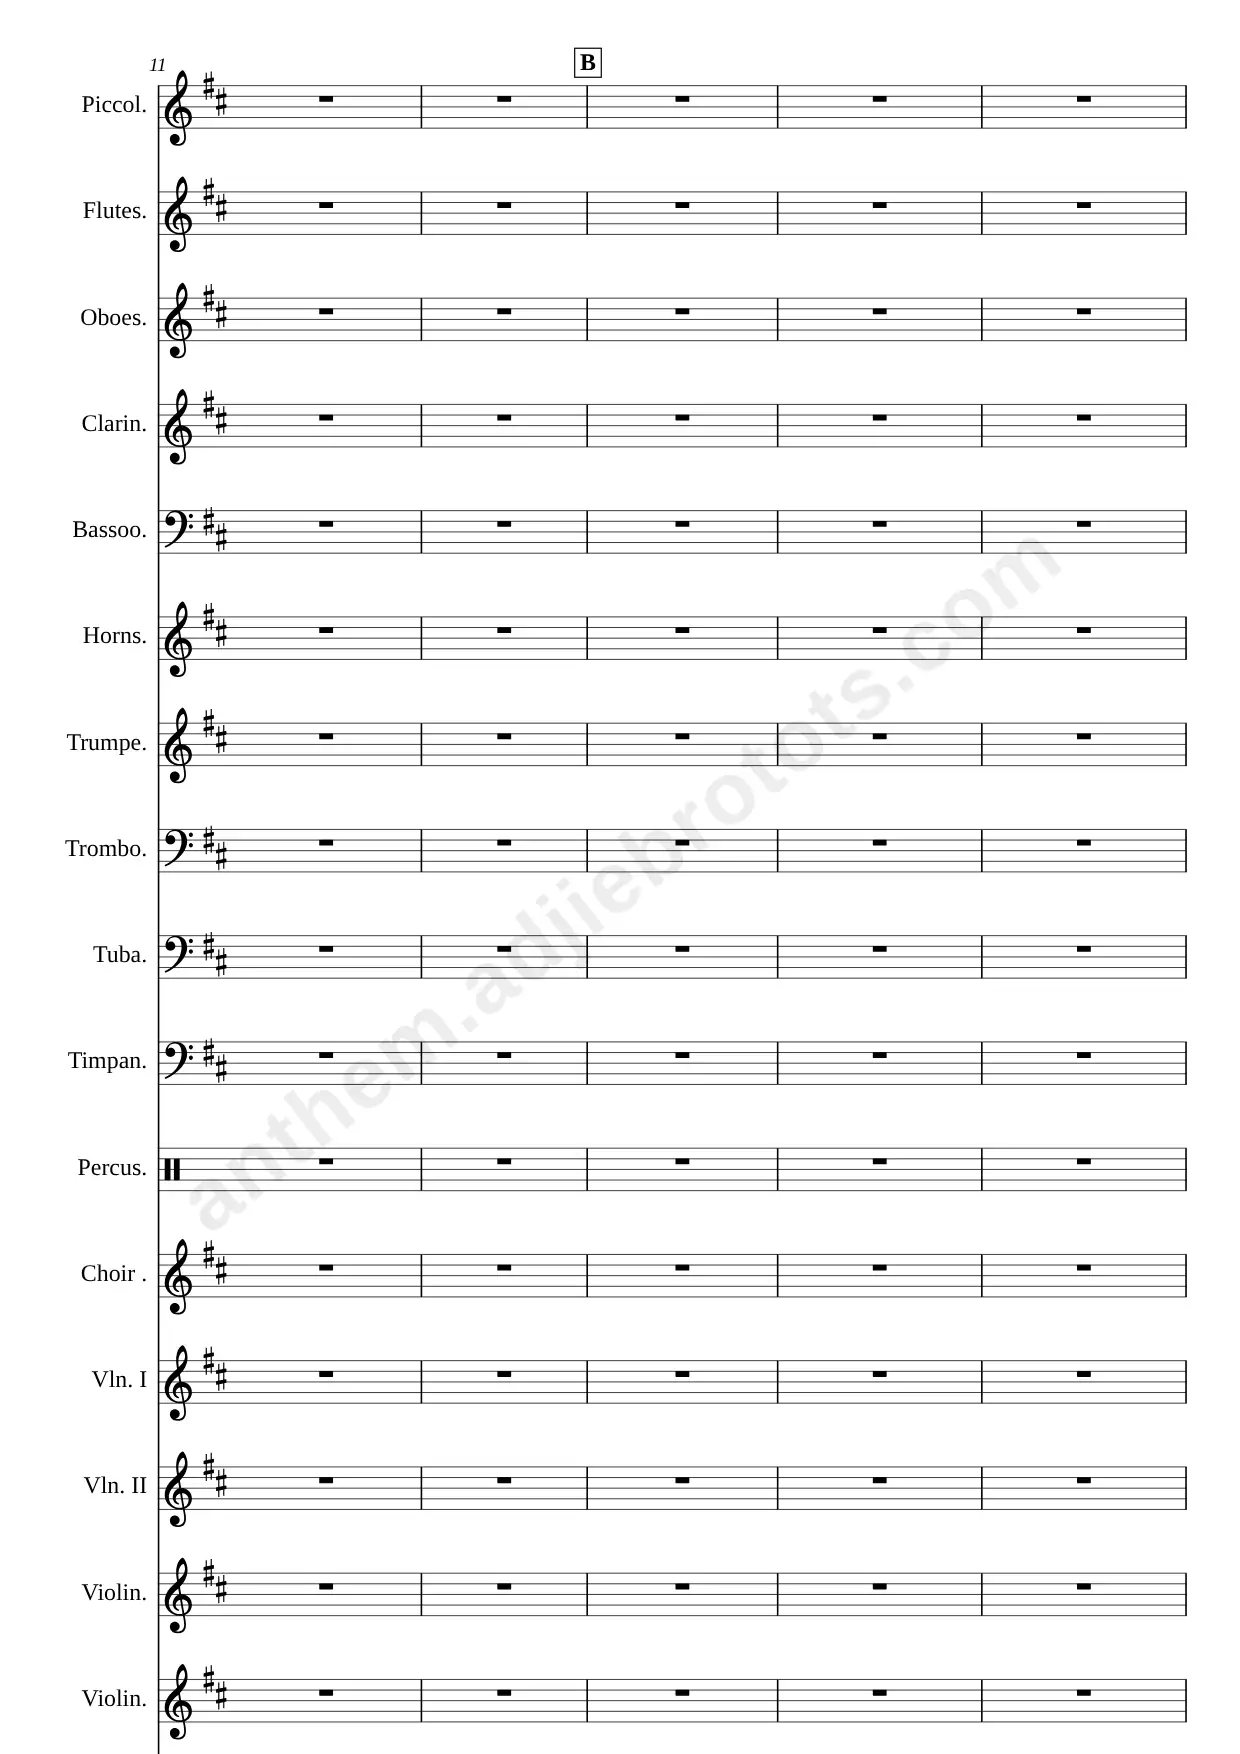 11
B
Piccol.
Flutes.
Oboes.
Clarin.
Bassoo.
Horns.
Trumpe.
Trombo.
Tuba.
Timpan.
Percus.
Choir .
Vln. I
Vln. II
Violin.
Violin.
anthem.adjiebrotots.com